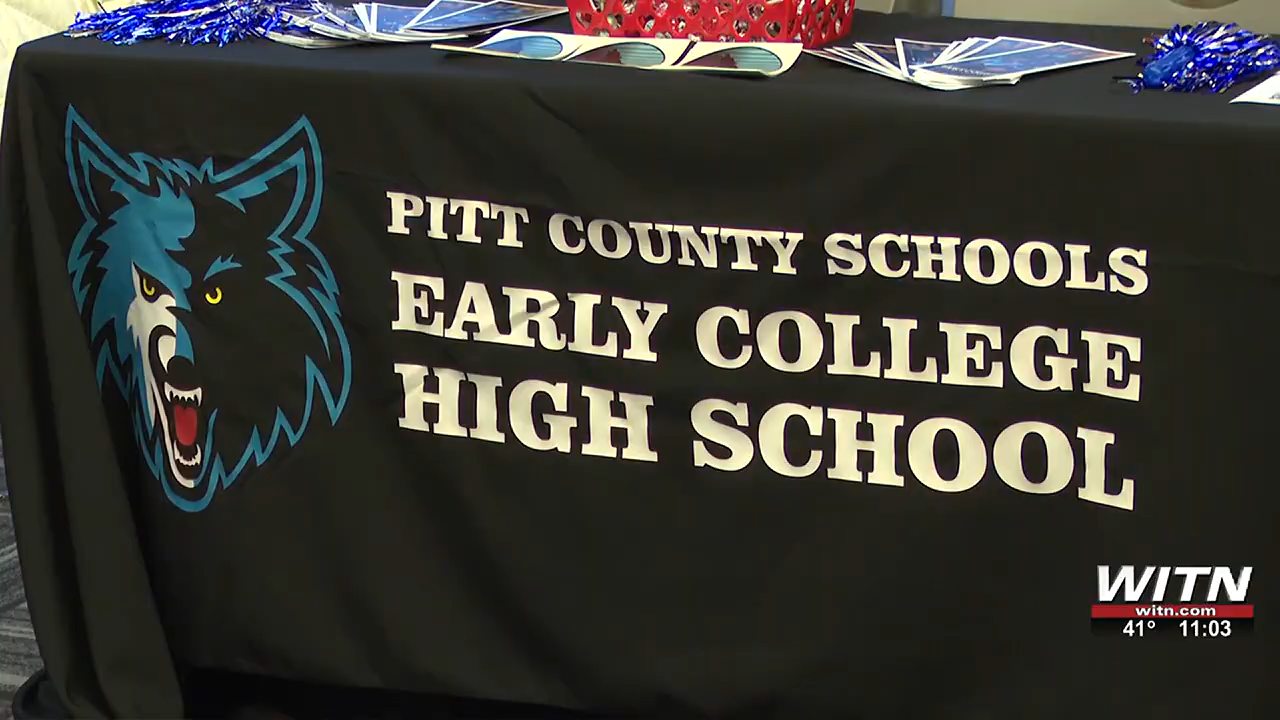 PITT COUNTY SCHOOLS
EARLY COLLEGE
HIGH SCHOOL
WITN
witn.com
41° 11:03